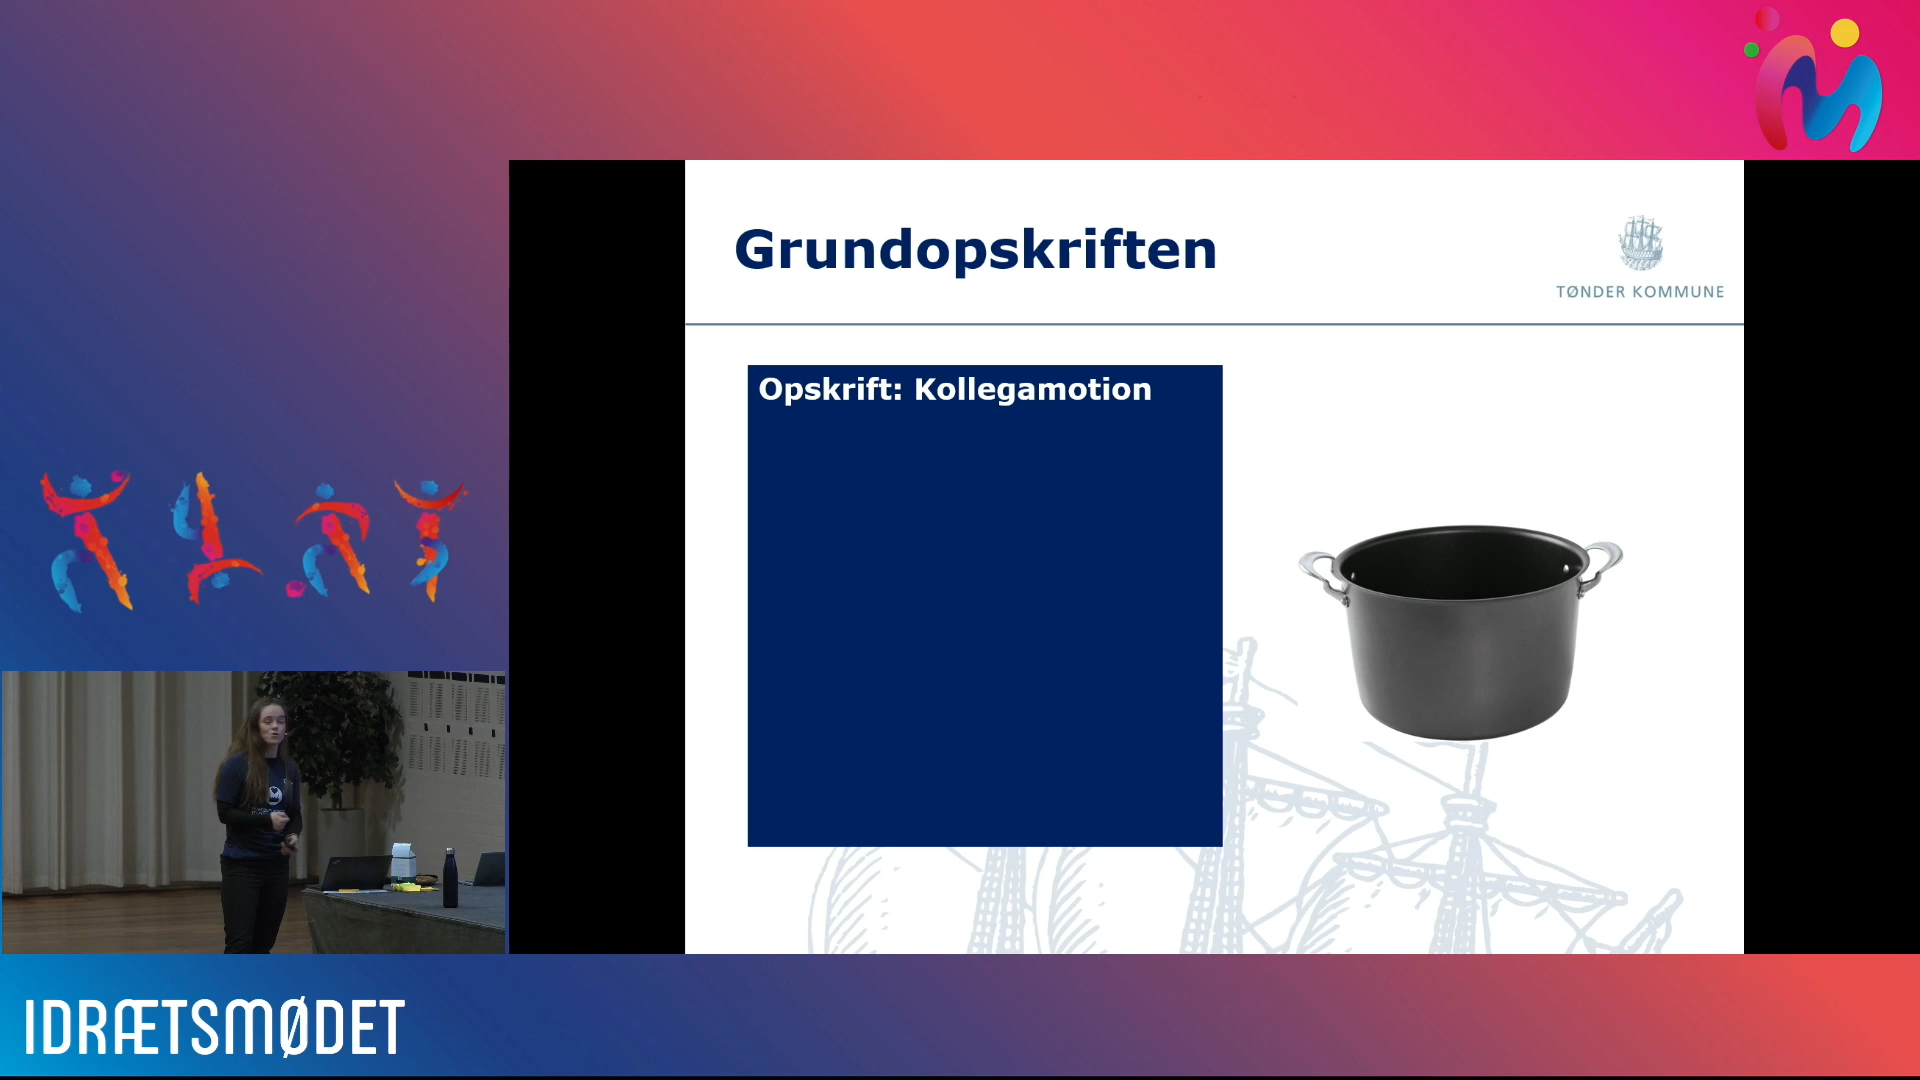 Grundopskriften
TØNDER KOMMUNE
Opskrift: Kollegamotion
IDRÆTSMØDET